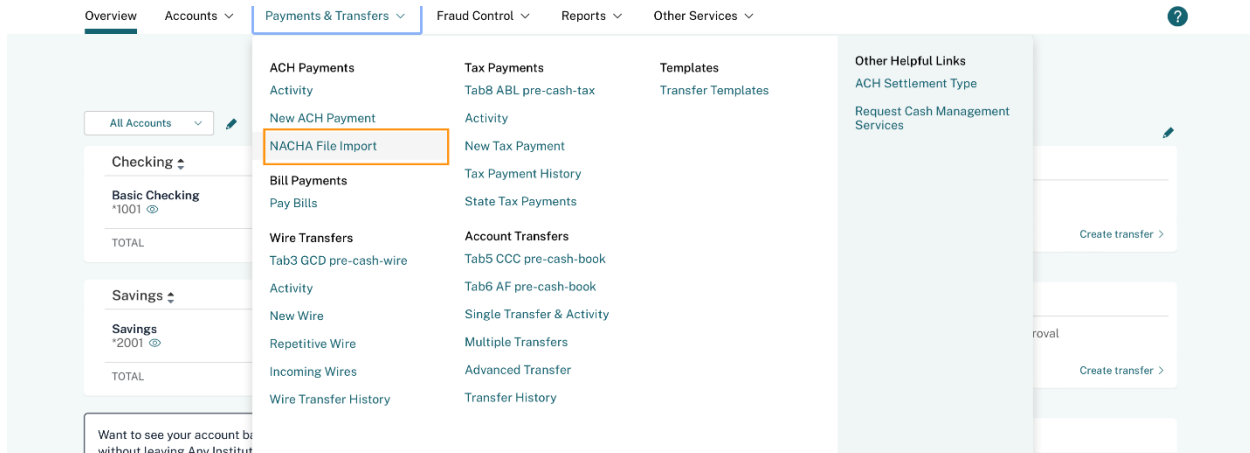 Overview Accounts Payments & Transfers Fraud Control Reports Other Services ?
ACH Payments
Activity
New ACH Payment
NACHA File Import
Bill Payments
Pay Bills
Wire Transfers
Tab3 GCD pre-cash-wire
Activity
New Wire
Repetitive Wire
Incoming Wires
Wire Transfer History
Tax Payments
Tab8 ABL pre-cash-tax
Activity
New Tax Payment
Tax Payment History
State Tax Payments
Account Transfers
Tab5 CCC pre-cash-book
Tab6 AF pre-cash-book
Single Transfer & Activity
Multiple Transfers
Advanced Transfer
Transfer History
Templates
Transfer Templates
Other Helpful Links
ACH Settlement Type
Request Cash Management
Services
All Accounts
Checking
Basic Checking
*1001
TOTAL
Savings
Savings
*2001
TOTAL
Want to see your account ba
without leaving Any Institut
Create transfer >
roval
Create transfer >